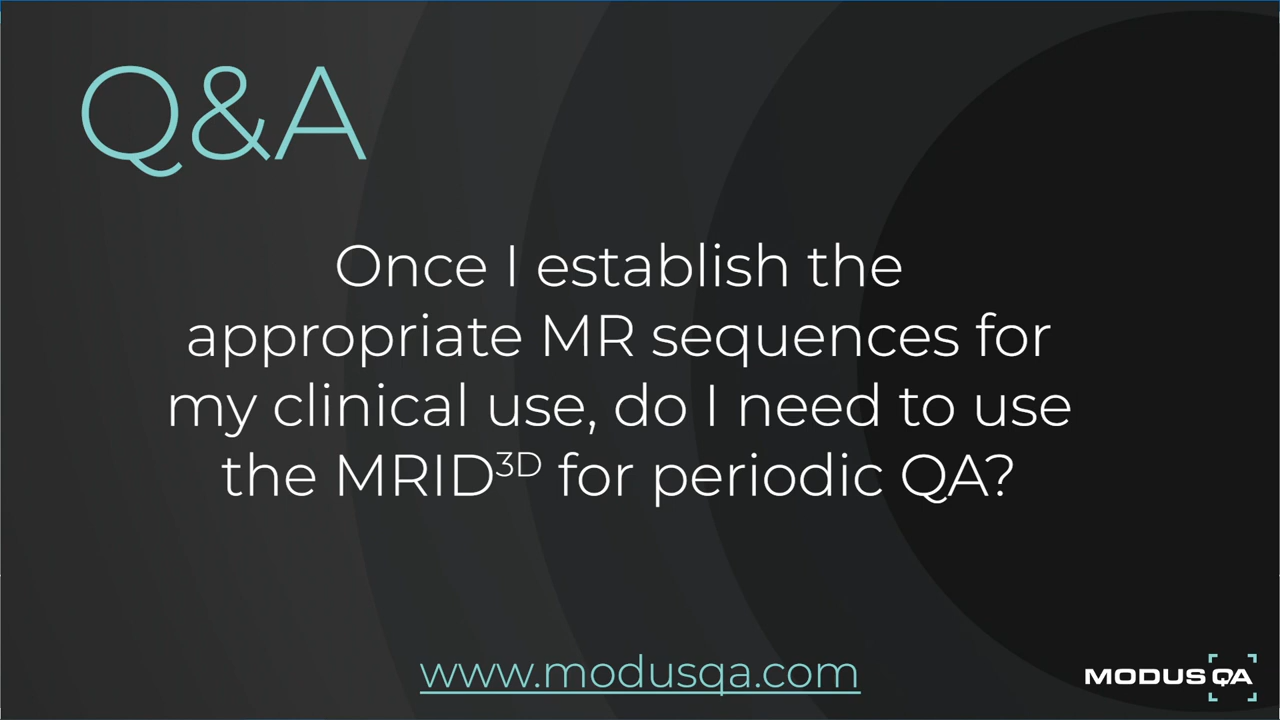 Q&A
Once I establish the
appropriate MR sequences for
my clinical use, do I need to use
the MRID³ᴰ for periodic QA?
www.modusqa.com
MODUS QA